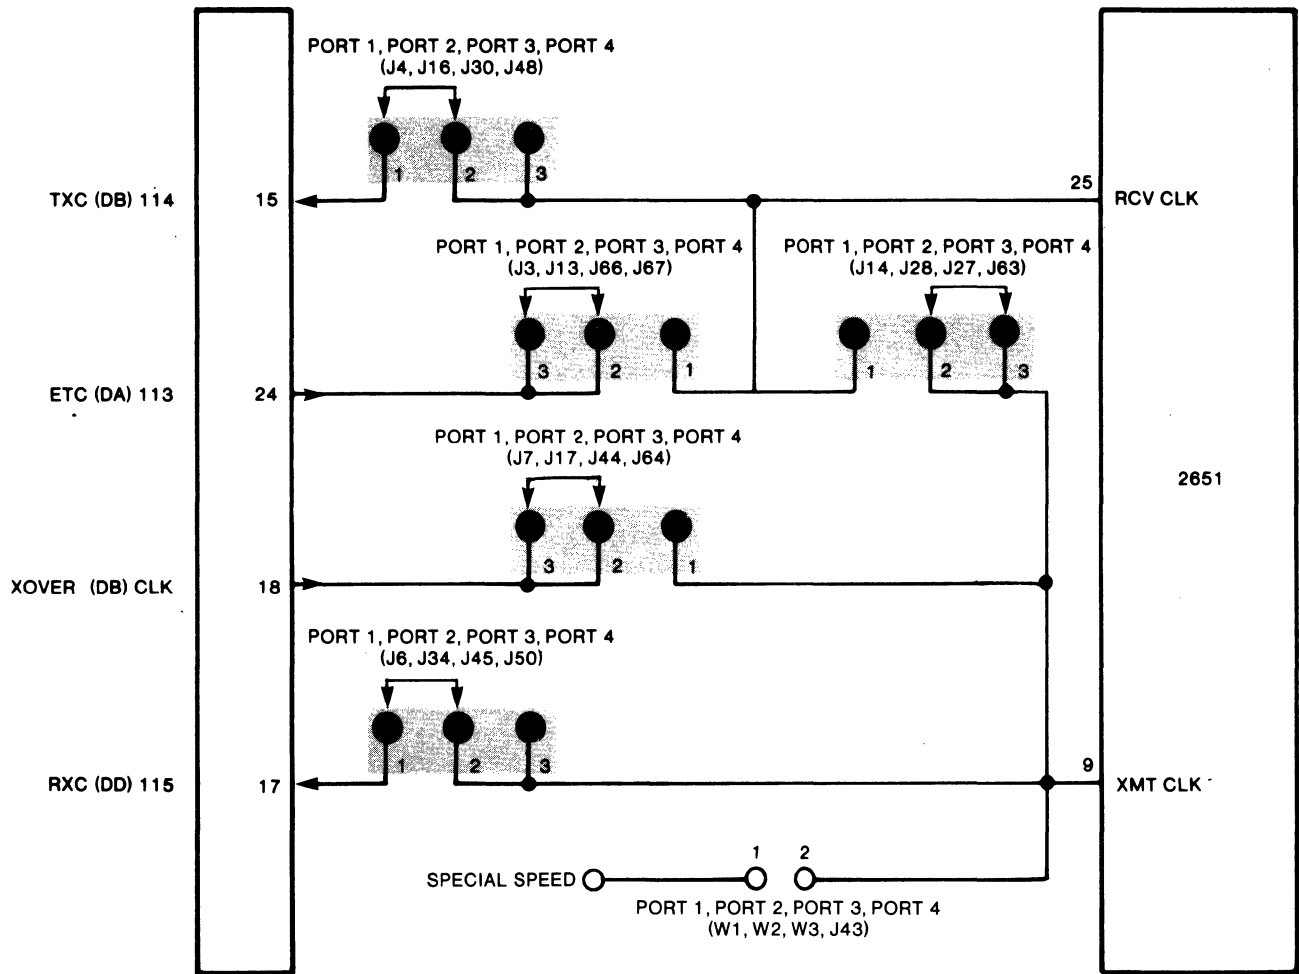 PORT 1, PORT 2, PORT 3, PORT 4
(J4, J16, J30, J48)
1 2 3
TXC (DB) 114 15 25 RCV CLK
PORT 1, PORT 2, PORT 3, PORT 4 PORT 1, PORT 2, PORT 3, PORT 4
(J3, J13, J66, J67) (J14, J28, J27, J63)
3 2 1 1 2 3
ETC (DA) 113 24
PORT 1, PORT 2, PORT 3, PORT 4
(J7, J17, J44, J64)
2651
3 2 1
XOVER (DB) CLK 18
PORT 1, PORT 2, PORT 3, PORT 4
(J6, J34, J45, J50)
1 2 3
RXC (DD) 115 17 9 XMT CLK
1 2
SPECIAL SPEED
PORT 1, PORT 2, PORT 3, PORT 4
(W1, W2, W3, J43)